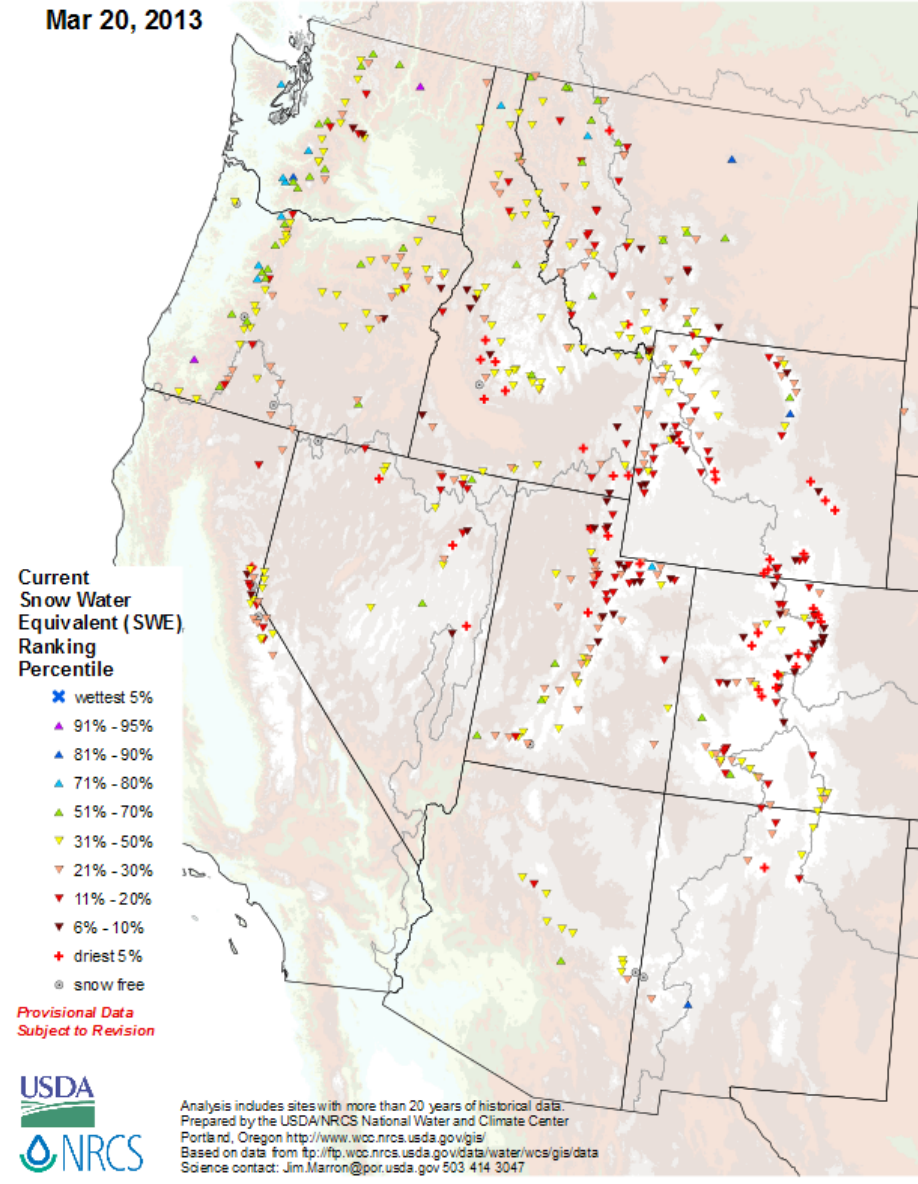 Mar 20, 2013
Current
Snow Water
Equivalent (SWE)
Ranking
Percentile
wettest 5%
91% - 95%
81% - 90%
71% - 80%
51% - 70%
31% - 50%
21% - 30%
11% - 20%
6% - 10%
driest 5%
snow free
Provisional Data
Subject to Revision
USDA
NRCS
Analysis includes sites with more than 20 years of historical data.
Prepared by the USDA/NRCS National Water and Climate Center
Portland, Oregon http://www.wcc.nrcs.usda.gov/gis/
Based on data from ftp://ftp.wcc.nrcs.usda.gov/data/water/wcs/gis/data
Science contact: Jim.Marron@por.usda.gov 503 414 3047